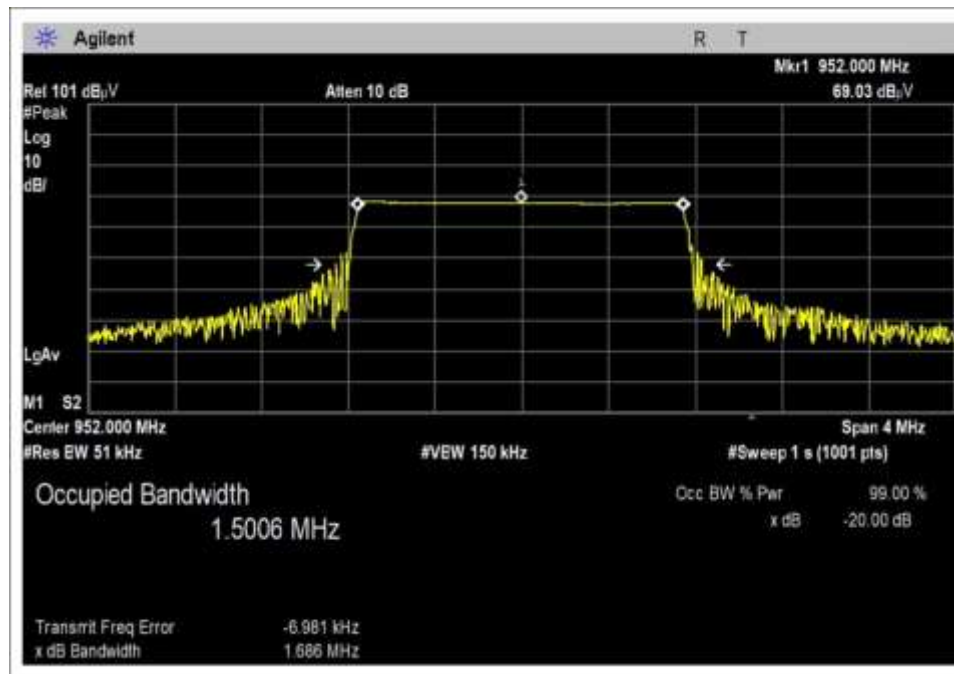 Agilent
R T
Mkr1 952.000 MHz
Ref 101 dBµV
Atten 10 dB
69.03 dBµV
#Peak
Log
10
dB/
1
LgAv
M1 S2
Center 952.000 MHz
Span 4 MHz
#Res BW 51 kHz
#VBW 150 kHz
#Sweep 1 s (1001 pts)
Occupied Bandwidth
1.5006 MHz
Occ BW % Pwr
99.00 %
x dB
-20.00 dB
Transmit Freq Error
-6.981 kHz
x dB Bandwidth
1.686 MHz